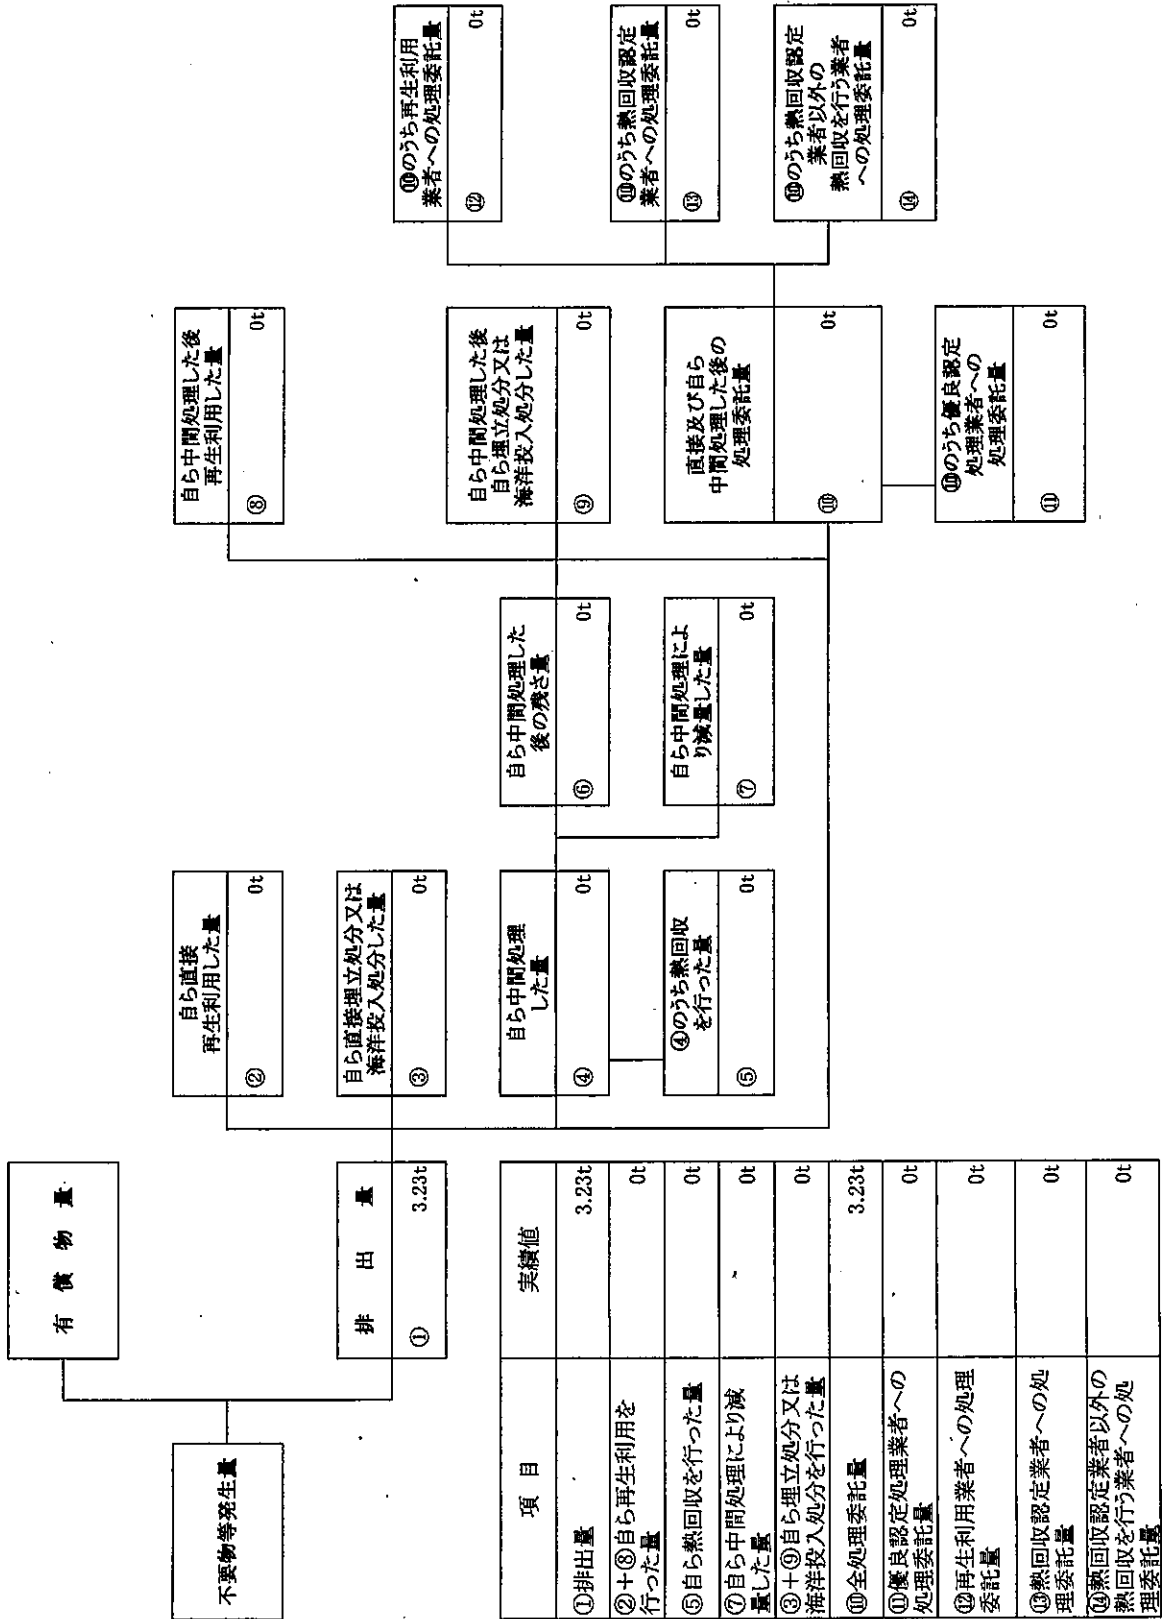 不要物等発生量
有償物量
排出量
① 3.23t
自ら直接
再生利用した量
② 0t
自ら直接埋立処分又は
海洋投入処分した量
③ 0t
自ら中間処理
した量
④ 0t
④のうち熱回収
を行った量
⑤ 0t
自ら中間処理した
後の残さ量
⑥ 0t
自ら中間処理によ
り減量した量
⑦ 0t
自ら中間処理した後
再生利用した量
⑧ 0t
自ら中間処理した後
自ら埋立処分又は
海洋投入処分した量
⑨ 0t
直接及び自ら
中間処理した後の
処理委託量
⑩ 0t
⑩のうち優良認定
処理業者への
処理委託量
⑪ 0t
⑩のうち再生利用
業者への処理委託量
⑫ 0t
⑩のうち熱回収認定
業者への処理委託量
⑬ 0t
⑩のうち熱回収認定
業者以外の
熱回収を行う業者
への処理委託量
⑭ 0t
項目 実績値
①排出量 3.23t
②+⑧自ら再生利用を
行った量 0t
⑤自ら熱回収を行った量 0t
⑦自ら中間処理により減
量した量 0t
③+⑨自ら埋立処分又は
海洋投入処分を行った量 0t
⑩全処理委託量 3.23t
⑪優良認定処理業者への
処理委託量 0t
⑫再生利用業者への処理
委託量 0t
⑬熱回収認定業者への処
理委託量 0t
⑭熱回収認定業者以外の
熱回収を行う業者への処
理委託量 0t